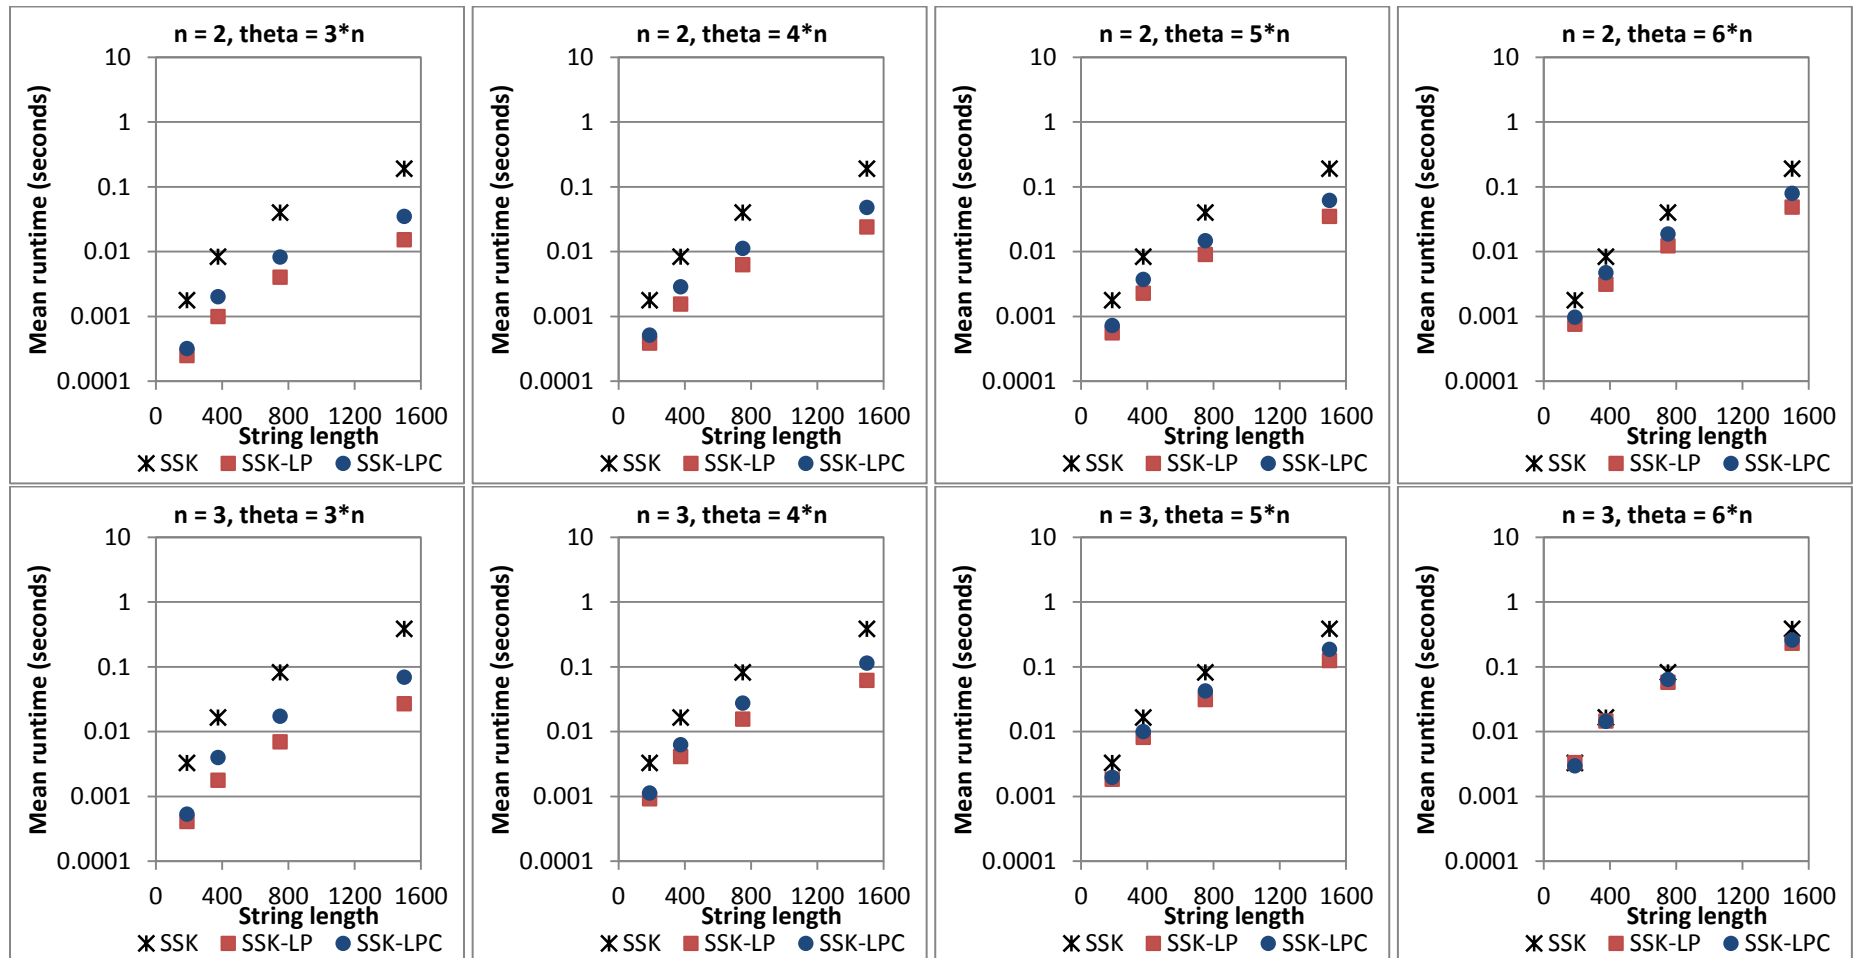 n = 2, theta = 3*n
Mean runtime (seconds)
10
1
0.1
0.01
0.001
0.0001
0 400 800 1200 1600
String length
SSK SSK-LP SSK-LPC
n = 2, theta = 4*n
Mean runtime (seconds)
10
1
0.1
0.01
0.001
0.0001
0 400 800 1200 1600
String length
SSK SSK-LP SSK-LPC
n = 2, theta = 5*n
Mean runtime (seconds)
10
1
0.1
0.01
0.001
0.0001
0 400 800 1200 1600
String length
SSK SSK-LP SSK-LPC
n = 2, theta = 6*n
Mean runtime (seconds)
10
1
0.1
0.01
0.001
0.0001
0 400 800 1200 1600
String length
SSK SSK-LP SSK-LPC
n = 3, theta = 3*n
Mean runtime (seconds)
10
1
0.1
0.01
0.001
0.0001
0 400 800 1200 1600
String length
SSK SSK-LP SSK-LPC
n = 3, theta = 4*n
Mean runtime (seconds)
10
1
0.1
0.01
0.001
0.0001
0 400 800 1200 1600
String length
SSK SSK-LP SSK-LPC
n = 3, theta = 5*n
Mean runtime (seconds)
10
1
0.1
0.01
0.001
0.0001
0 400 800 1200 1600
String length
SSK SSK-LP SSK-LPC
n = 3, theta = 6*n
Mean runtime (seconds)
10
1
0.1
0.01
0.001
0.0001
0 400 800 1200 1600
String length
SSK SSK-LP SSK-LPC